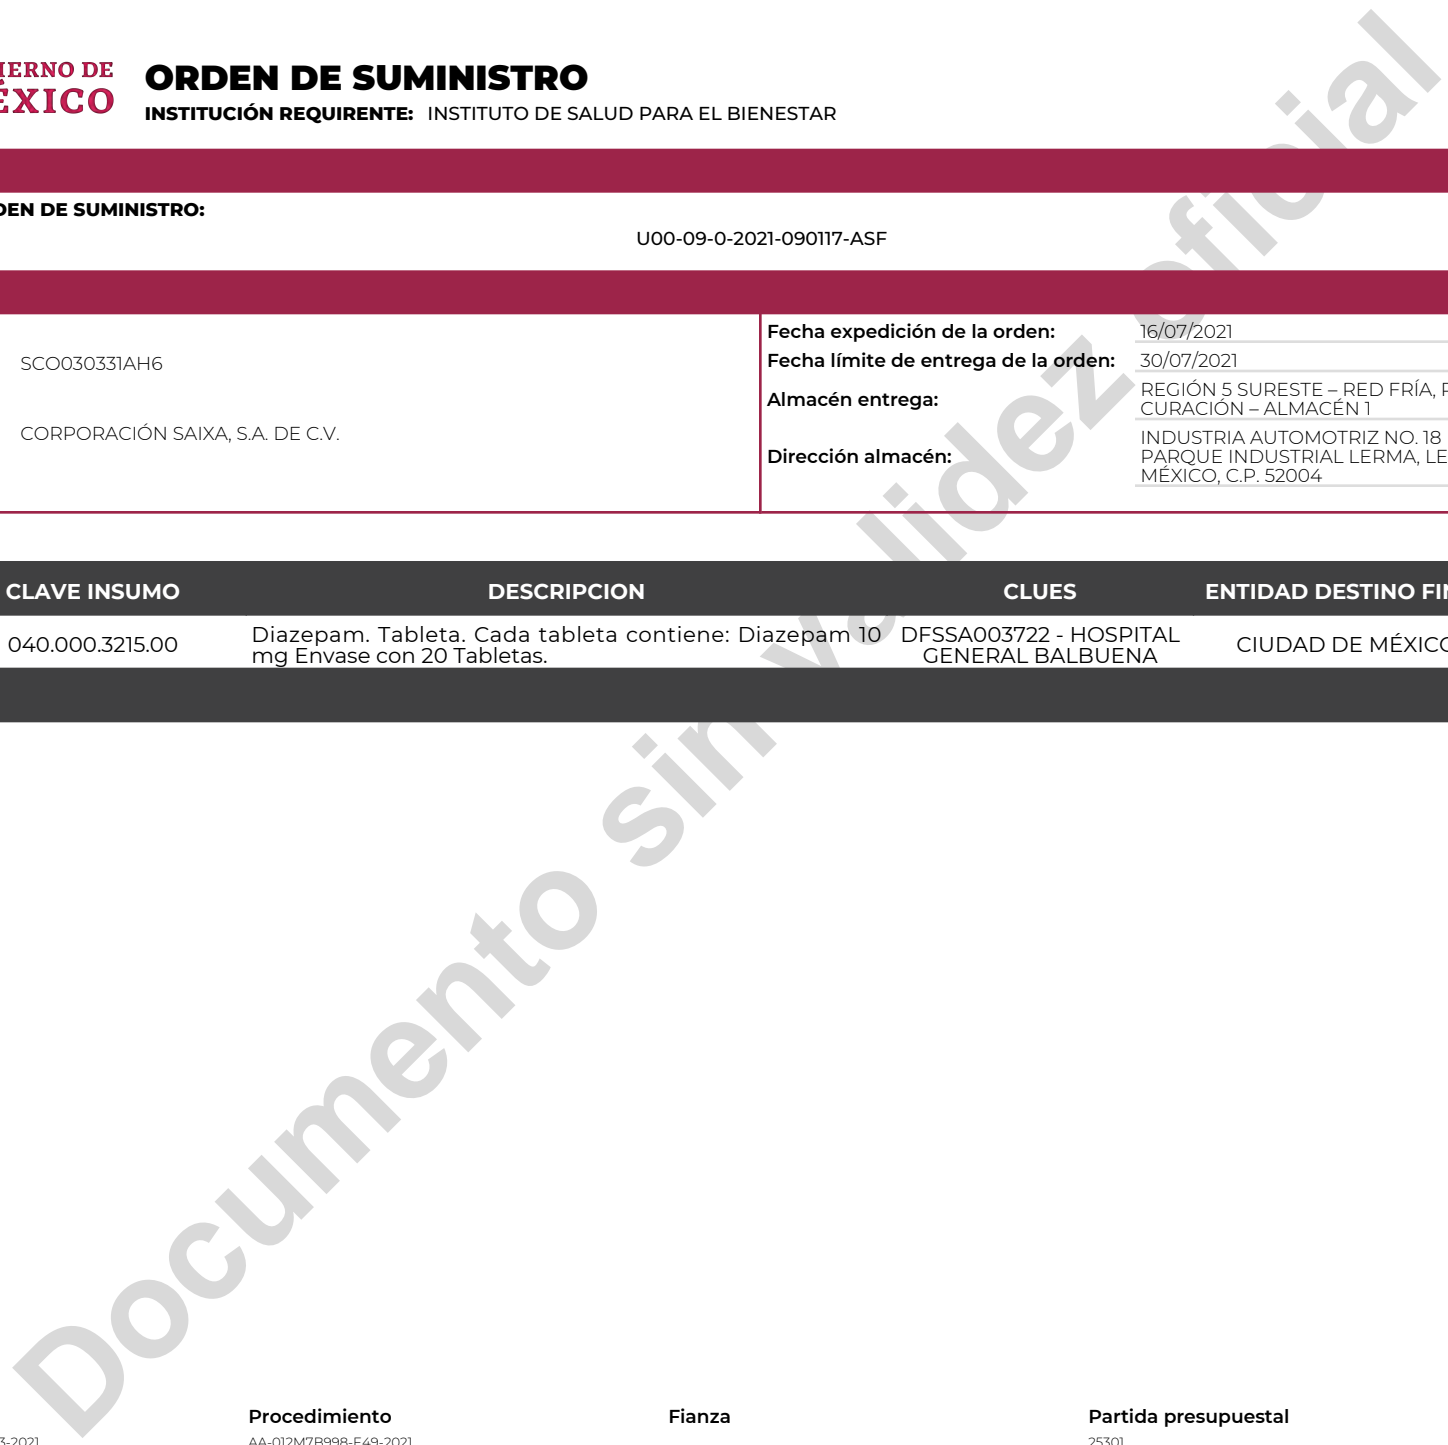 ORDEN DE SUMINISTRO
INSTITUCIÓN REQUIRENTE: INSTITUTO DE SALUD PARA EL BIENESTAR
DE SUMINISTRO:
U00-09-0-2021-090117-ASF
SCO030331AH6
CORPORACIÓN SAIXA, S.A. DE C.V.
Fecha expedición de la orden: 16/07/2021
Fecha límite de entrega de la orden: 30/07/2021
Almacén entrega: REGIÓN 5 SURESTE – RED FRÍA,
CURACIÓN – ALMACÉN 1
Dirección almacén: INDUSTRIA AUTOMOTRIZ NO. 18
PARQUE INDUSTRIAL LERMA,
MÉXICO, C.P. 52004
CLAVE INSUMO DESCRIPCION CLUES ENTIDAD DESTINO
040.000.3215.00 Diazepam. Tableta. Cada tableta contiene: Diazepam 10 DFSSA003722 - HOSPITAL CIUDAD DE MÉXICO
mg Envase con 20 Tabletas. GENERAL BALBUENA
Documento sin validez oficial
Procedimiento Fianza Partida presupuestal
AA-012M7B998-E49-2021 25301